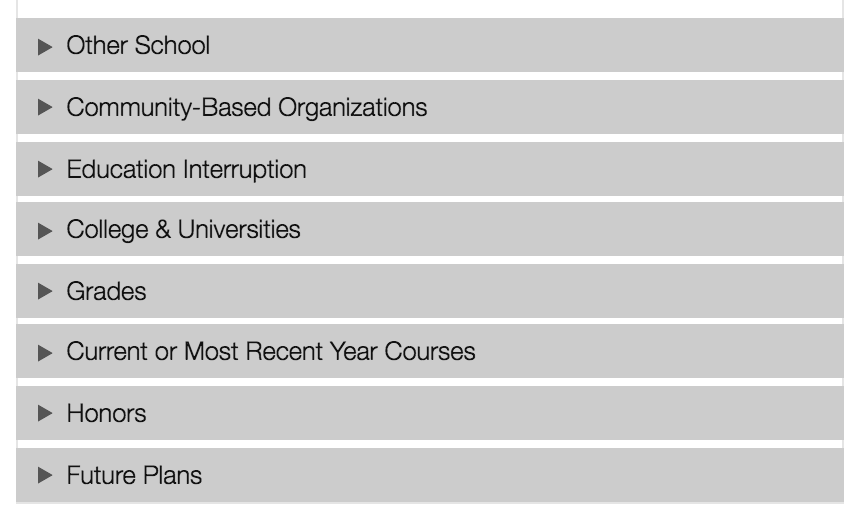 Other School
Community-Based Organizations
Education Interruption
College & Universities
Grades
Current or Most Recent Year Courses
Honors
Future Plans